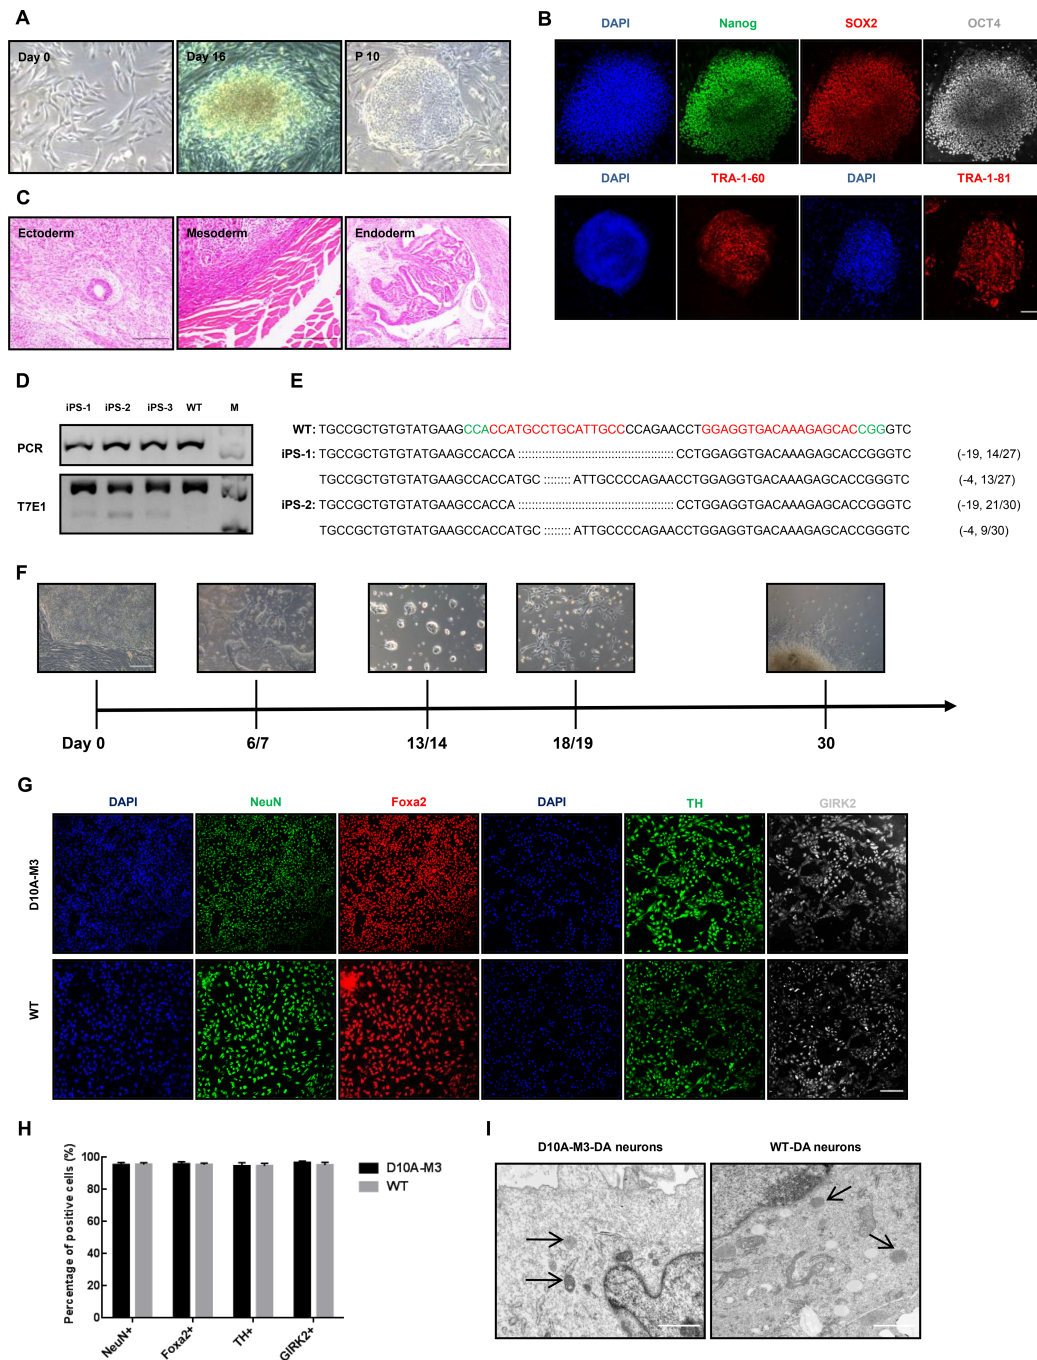 A
Day 0
Day 16
P 10
B
DAPI
Nanog
SOX2
OCT4
DAPI
TRA-1-60
DAPI
TRA-1-81
C
Ectoderm
Mesoderm
Endoderm
D
iPS-1
iPS-2
iPS-3
WT
M
PCR
T7E1
E
WT: TGCCGCTGTGTATGAAGCCACCATGCCTGCATTGCCCCAGAACCTGGAGGTGACAAAGAGCACCGGGTC
iPS-1: TGCCGCTGTGTATGAAGCCACCA ::::::::::::::::::::::::::::::::::::::::::: CCTGGAGGTGACAAAGAGCACCGGGTC (-19, 14/27)
TGCCGCTGTGTATGAAGCCACCATGC :::::::: ATTGCCCCAGAACCTGGAGGTGACAAAGAGCACCGGGTC (-4, 13/27)
iPS-2: TGCCGCTGTGTATGAAGCCACCA ::::::::::::::::::::::::::::::::::::::::::: CCTGGAGGTGACAAAGAGCACCGGGTC (-19, 21/30)
TGCCGCTGTGTATGAAGCCACCATGC :::::::: ATTGCCCCAGAACCTGGAGGTGACAAAGAGCACCGGGTC (-4, 9/30)
F
Day 0
6/7
13/14
18/19
30
G
DAPI
NeuN
Foxa2
DAPI
TH
GIRK2
D10A-M3
WT
H
Percentage of positive cells (%)
100
80
60
40
20
0
NeuN+
Foxa2+
TH+
GIRK2+
D10A-M3
WT
I
D10A-M3-DA neurons
WT-DA neurons